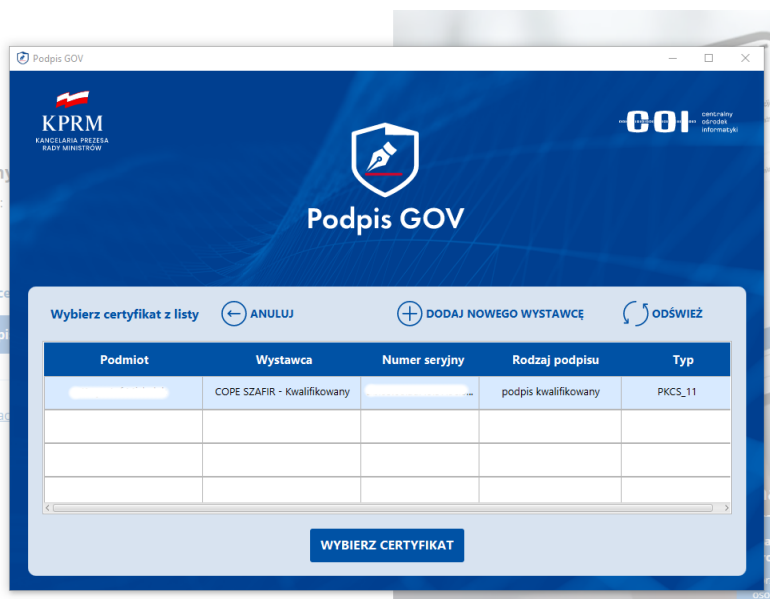 Podpis GOV
KPRM
KANCELARIA PREZESA
RADY MINISTRÓW
COI
centralny
ośrodek
informatyki
Podpis GOV
Wybierz certyfikat z listy
ANULUJ
DODAJ NOWEGO WYSTAWCĘ
ODŚWIEŻ
Podmiot Wystawca Numer seryjny Rodzaj podpisu Typ
COPE SZAFIR - Kwalifikowany ... podpis kwalifikowany PKCS_11
WYBIERZ CERTYFIKAT